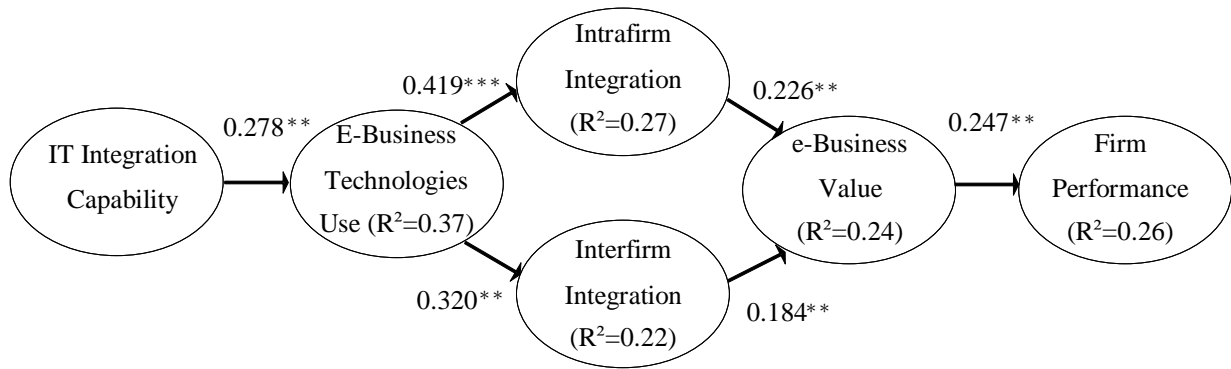 IT Integration
Capability
0.278**
E-Business
Technologies
Use (R²=0.37)
0.419***
0.320**
Intrafirm
Integration
(R²=0.27)
Interfirm
Integration
(R²=0.22)
0.226**
0.184**
e-Business
Value
(R²=0.24)
0.247**
Firm
Performance
(R²=0.26)